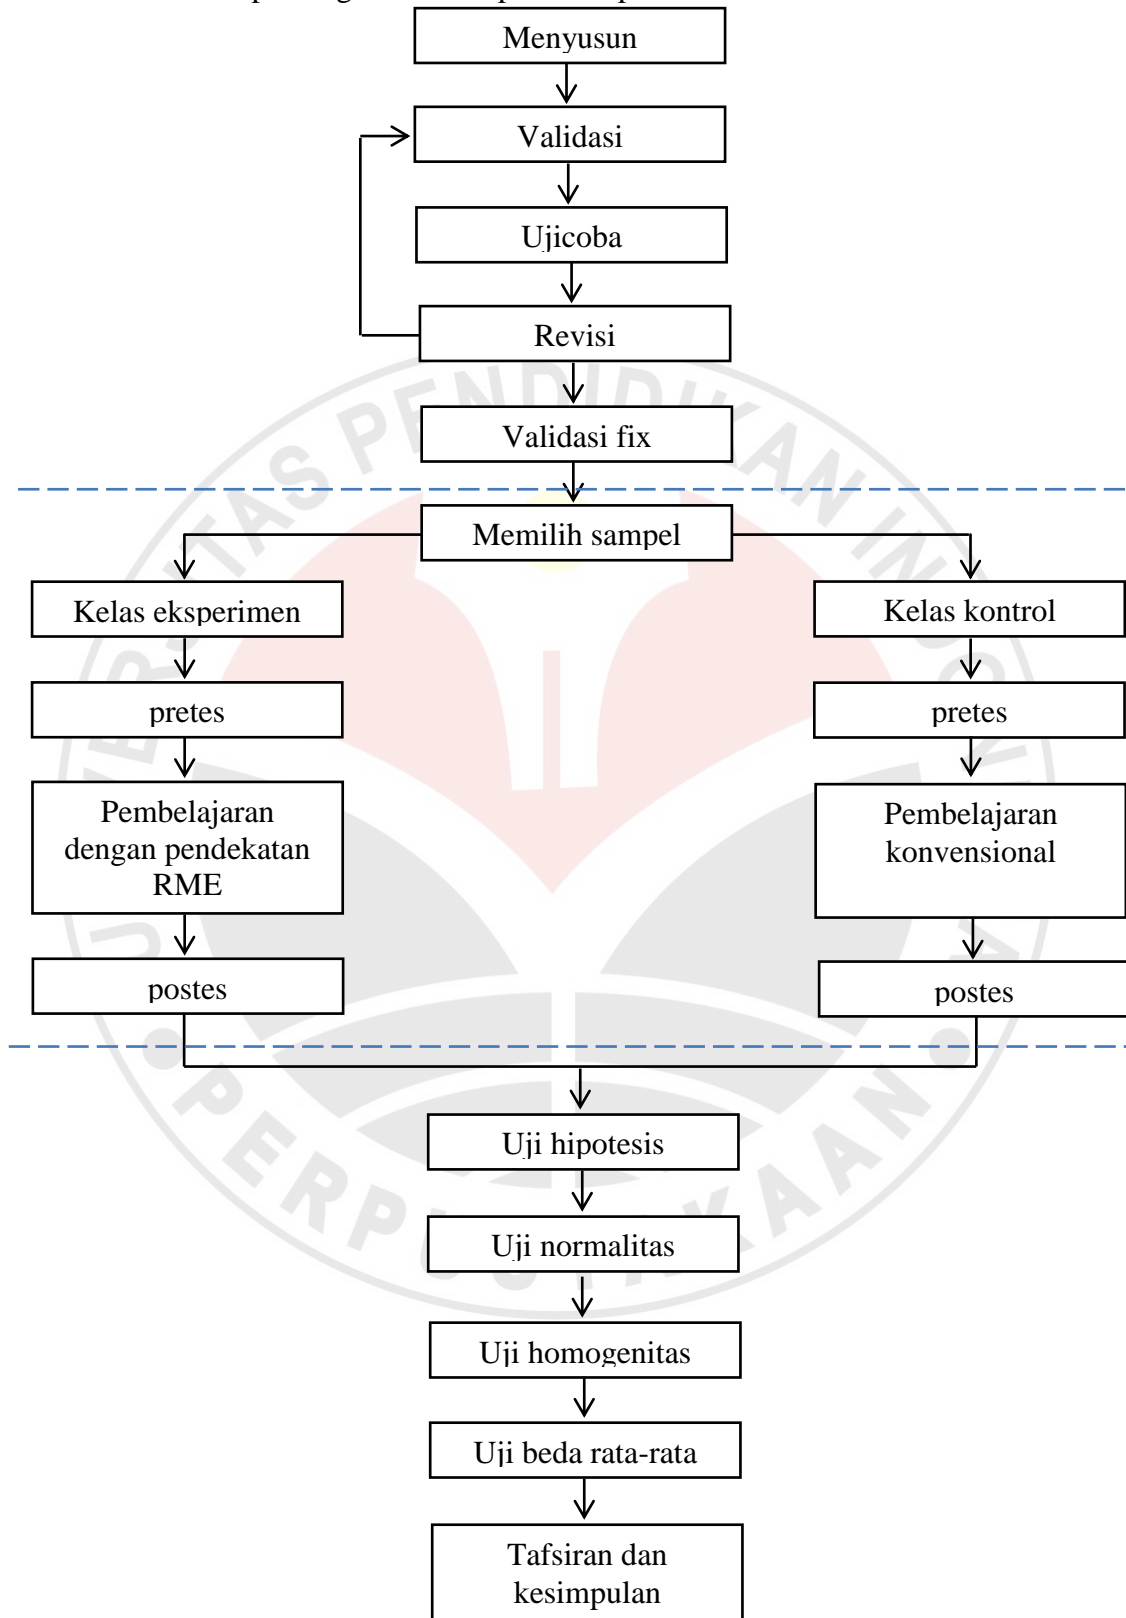 Menyusun
Validasi
Ujicoba
Revisi
Validasi fix
Memilih sampel
Kelas eksperimen
Kelas kontrol
pretes
pretes
Pembelajaran
dengan pendekatan
RME
Pembelajaran
konvensional
postes
postes
Uji hipotesis
Uji normalitas
Uji homogenitas
Uji beda rata-rata
Tafsiran dan
kesimpulan